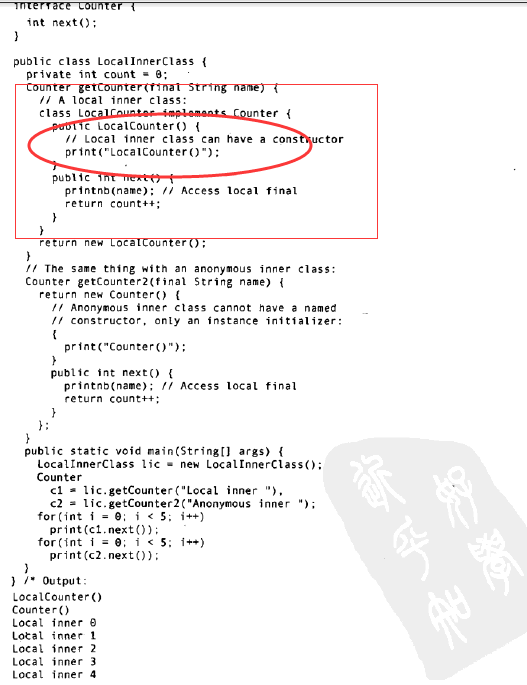 interface Counter {
int next();
}
public class LocalInnerClass {
private int count = 0;
Counter getCounter(final String name) {
// A local inner class:
class LocalCounter implements Counter {
public LocalCounter() {
// Local inner class can have a constructor
print("LocalCounter()");
}
public int next() {
printnb(name); // Access local final
return count++;
}
}
return new LocalCounter();
}
// The same thing with an anonymous inner class:
Counter getCounter2(final String name) {
return new Counter() {
// Anonymous inner class cannot have a named
// constructor, only an instance initializer:
{
print("Counter()");
}
public int next() {
printnb(name); // Access local final
return count++;
}
};
}
public static void main(String[] args) {
LocalInnerClass lic = new LocalInnerClass();
Counter
c1 = lic.getCounter("Local inner "),
c2 = lic.getCounter2("Anonymous inner ");
for(int i = 0; i < 5; i++)
print(c1.next());
for(int i = 0; i < 5; i++)
print(c2.next());
}
} /* Output:
LocalCounter()
Counter()
Local inner 0
Local inner 1
Local inner 2
Local inner 3
Local inner 4